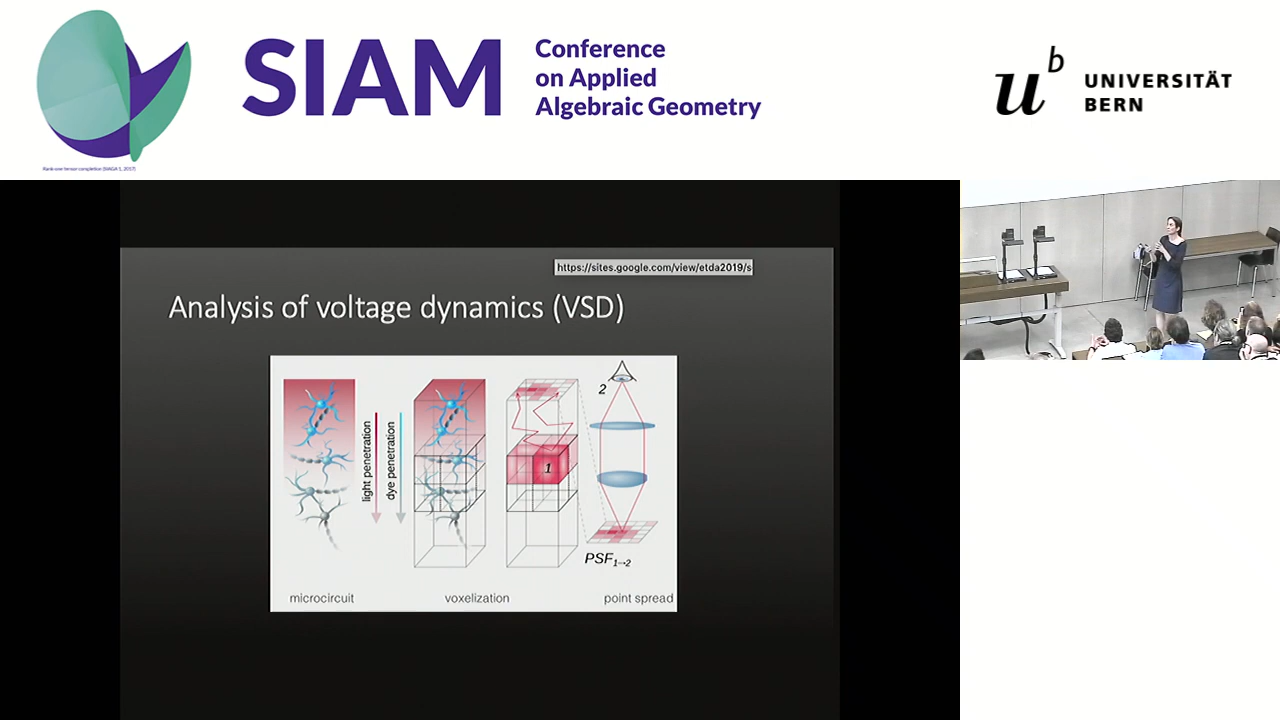 SIAM
Conference
on Applied
Algebraic Geometry
u^b
UNIVERSITÄT
BERN
https://sites.google.com/view/etda2019/s
Analysis of voltage dynamics (VSD)
light penetration
dye penetration
1
2
PSF1→2
microcircuit
voxelization
point spread